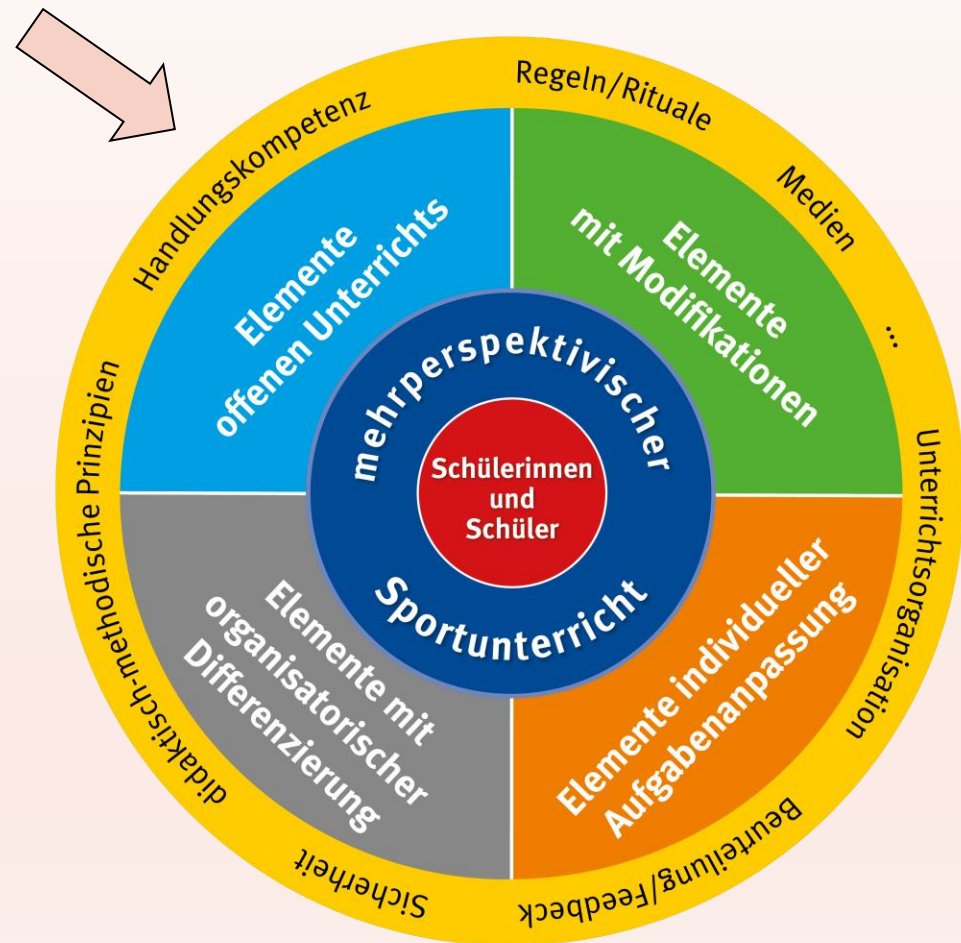 Handlungskompetenz
Regeln/Rituale
Medien
...
Unterrichtsorganisation
Beurteilung/Feedbeck
Sicherheit
didaktisch-methodische Prinzipien
Elemente
offenen Unterrichts
Elemente
mit Modifikationen
Elemente mit
organisatorischer
Differenzierung
Elemente individueller
Aufgabenanpassung
mehrperspektivischer
Sportunterricht
Schülerinnen
und
Schüler